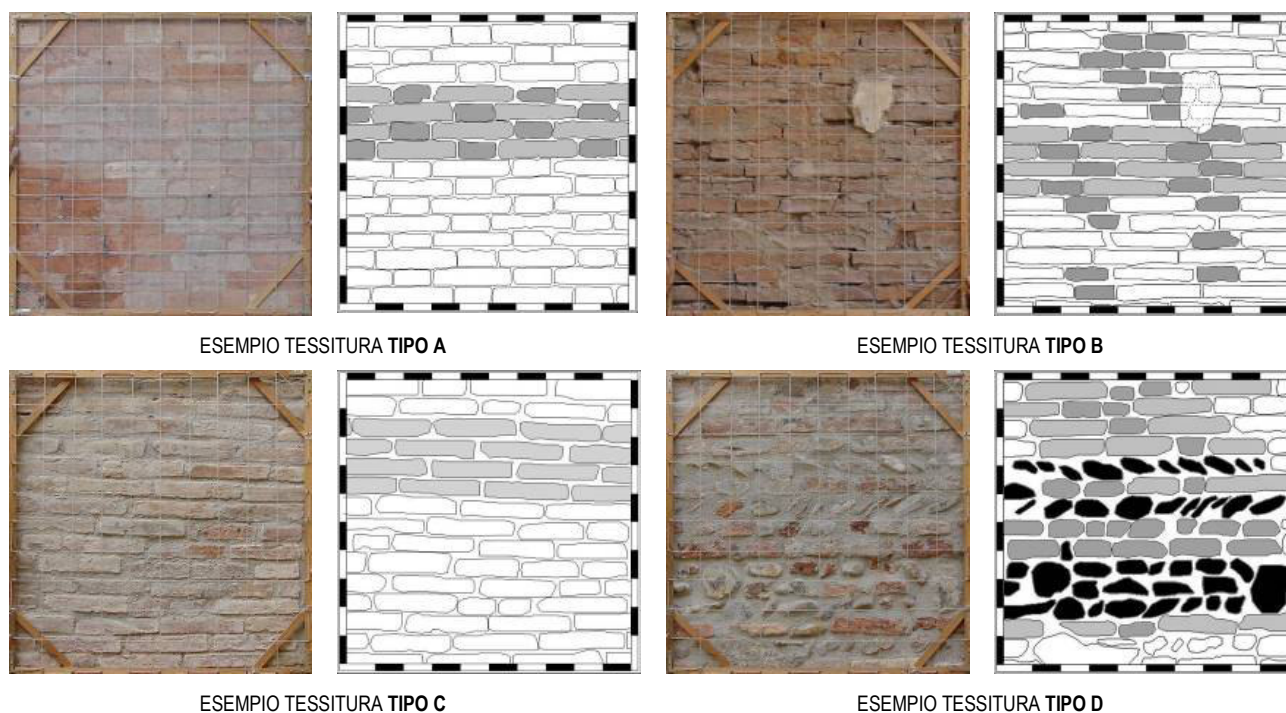 ESEMPIO TESSITURA TIPO A
ESEMPIO TESSITURA TIPO B
ESEMPIO TESSITURA TIPO C
ESEMPIO TESSITURA TIPO D